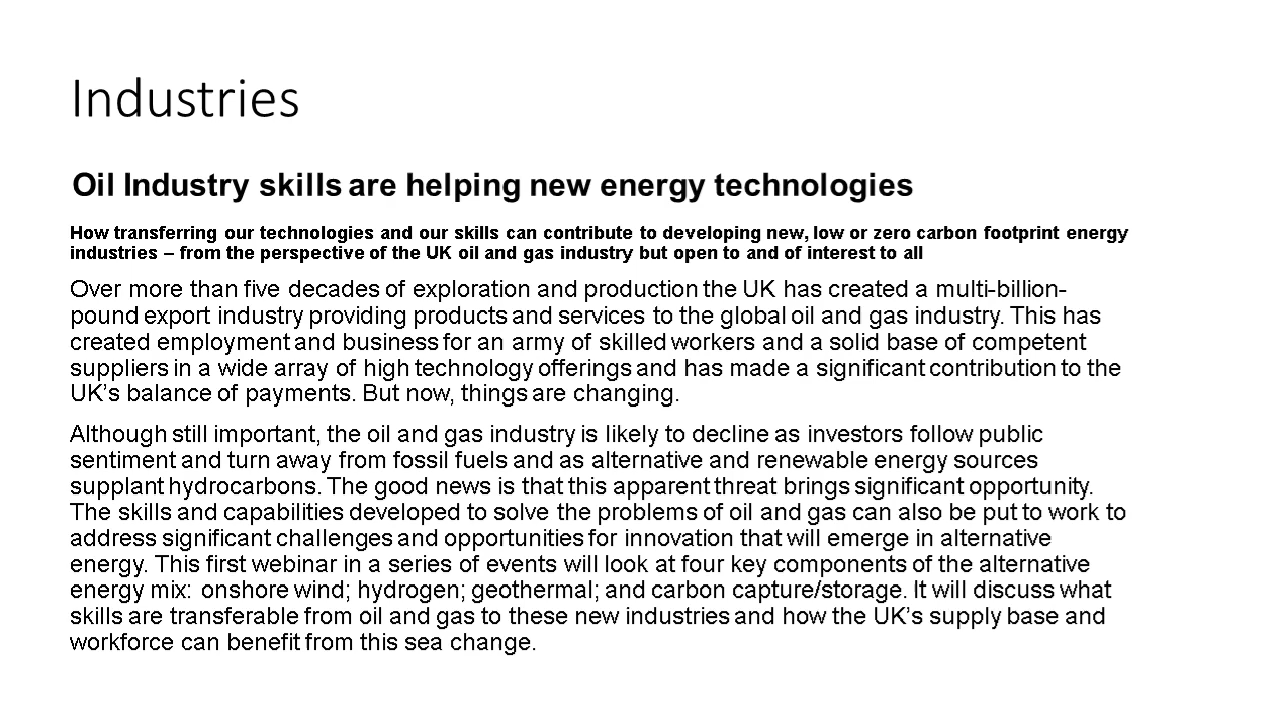 Industries
Oil Industry skills are helping new energy technologies
How transferring our technologies and our skills can contribute to developing new, low or zero carbon footprint energy
industries – from the perspective of the UK oil and gas industry but open to and of interest to all
Over more than five decades of exploration and production the UK has created a multi-billion-
pound export industry providing products and services to the global oil and gas industry. This has
created employment and business for an army of skilled workers and a solid base of competent
suppliers in a wide array of high technology offerings and has made a significant contribution to the
UK’s balance of payments. But now, things are changing.
Although still important, the oil and gas industry is likely to decline as investors follow public
sentiment and turn away from fossil fuels and as alternative and renewable energy sources
supplant hydrocarbons. The good news is that this apparent threat brings significant opportunity.
The skills and capabilities developed to solve the problems of oil and gas can also be put to work to
address significant challenges and opportunities for innovation that will emerge in alternative
energy. This first webinar in a series of events will look at four key components of the alternative
energy mix: onshore wind; hydrogen; geothermal; and carbon capture/storage. It will discuss what
skills are transferable from oil and gas to these new industries and how the UK’s supply base and
workforce can benefit from this sea change.